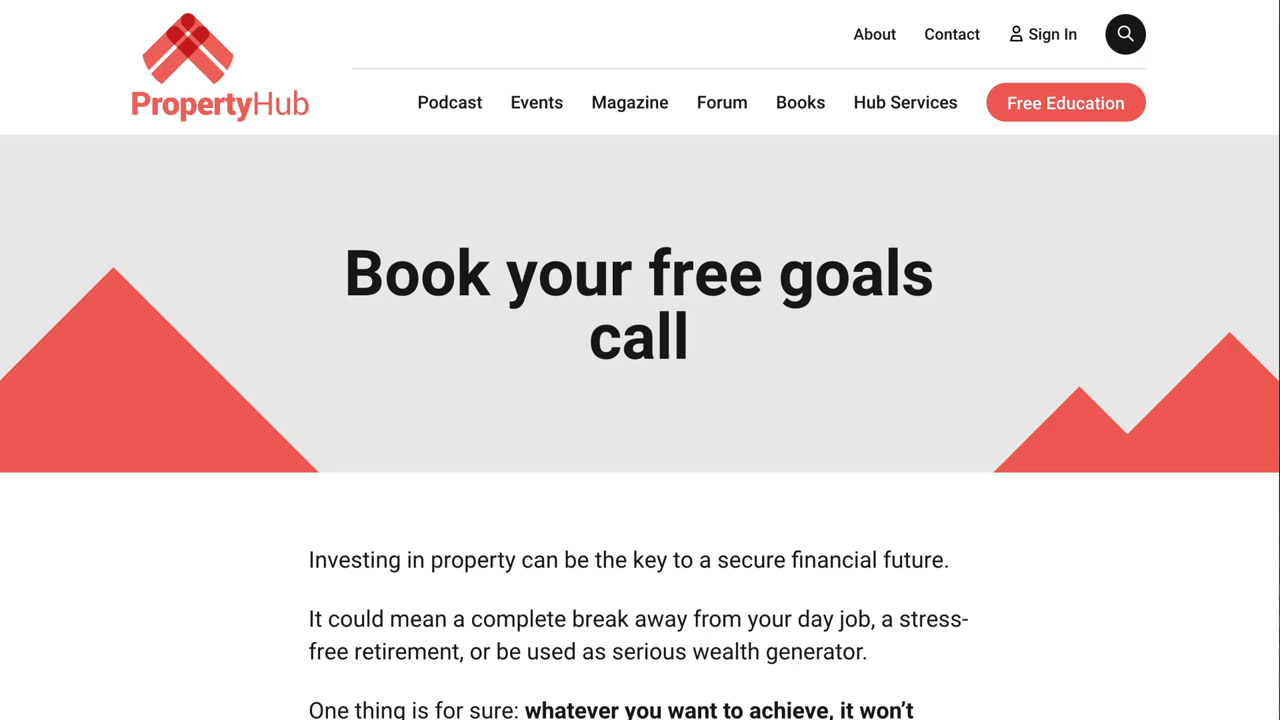 About Contact Sign In
PropertyHub
Podcast Events Magazine Forum Books Hub Services Free Education
Book your free goals
call
Investing in property can be the key to a secure financial future.
It could mean a complete break away from your day job, a stress-
free retirement, or be used as serious wealth generator.
One thing is for sure: whatever you want to achieve, it won’t